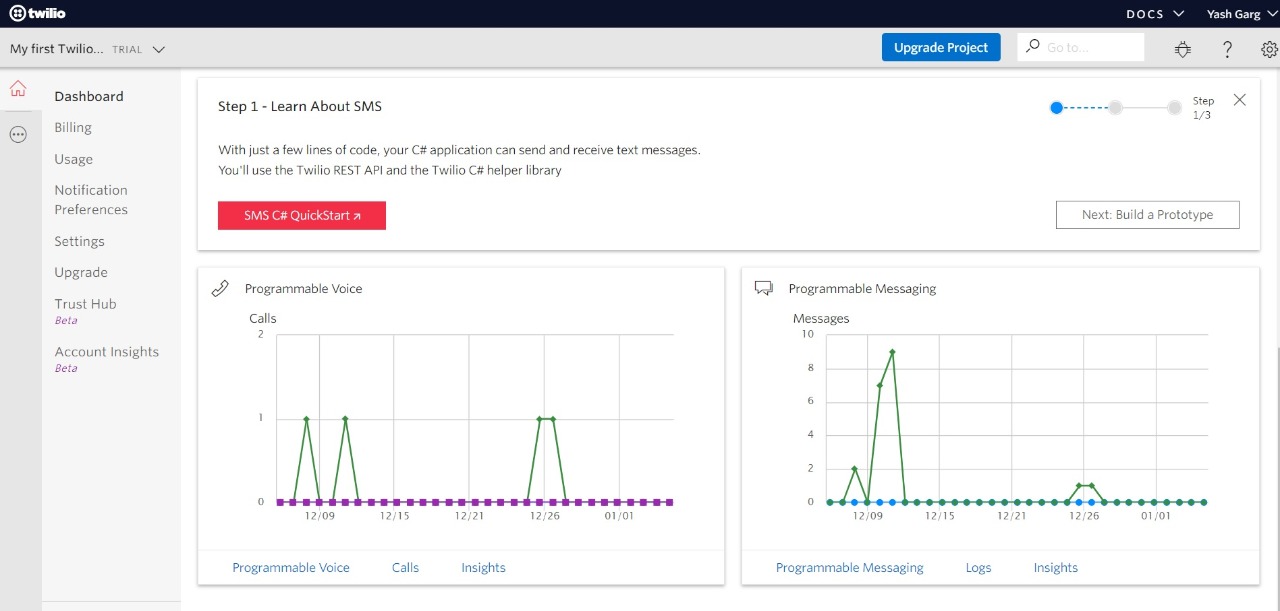 twilio
DOCS
Yash Garg
My first Twilio... TRIAL
Upgrade Project
Go to...
Dashboard
Billing
Usage
Notification
Preferences
Settings
Upgrade
Trust Hub
Beta
Account Insights
Beta
Step 1 - Learn About SMS
Step
1/3
With just a few lines of code, your C# application can send and receive text messages.
You'll use the Twilio REST API and the Twilio C# helper library
SMS C# QuickStart
Next: Build a Prototype
Programmable Voice
Calls
2
1
0
12/09 12/15 12/21 12/26 01/01
Programmable Voice Calls Insights
Programmable Messaging
Messages
10
8
6
4
2
0
12/09 12/15 12/21 12/26 01/01
Programmable Messaging Logs Insights